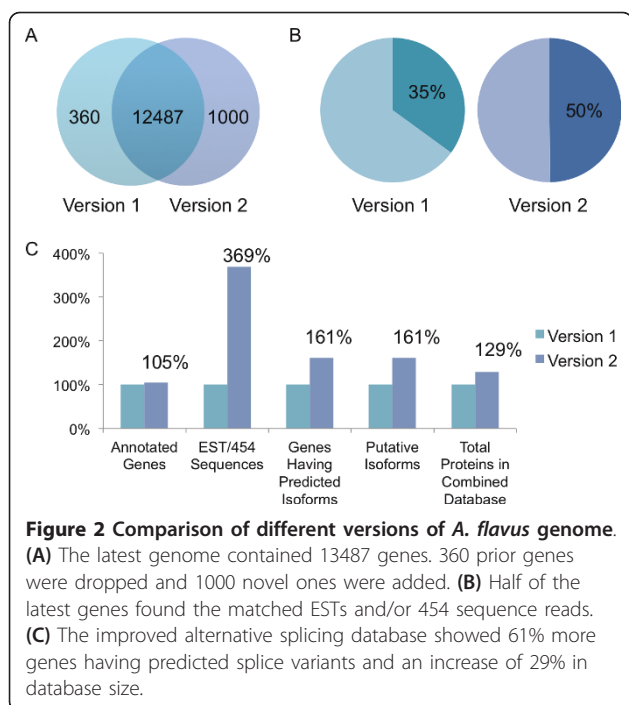 A
B
360
12487
1000
Version 1
Version 2
35%
50%
Version 1
Version 2
C
400%
300%
200%
100%
0%
105%
369%
161%
161%
129%
Version 1
Version 2
Annotated
Genes
EST/454
Sequences
Genes
Having
Predicted
Isoforms
Putative
Isoforms
Total
Proteins in
Combined
Database
Figure 2 Comparison of different versions of A. flavus genome.
(A) The latest genome contained 13487 genes. 360 prior genes
were dropped and 1000 novel ones were added. (B) Half of the
latest genes found the matched ESTs and/or 454 sequence reads.
(C) The improved alternative splicing database showed 61% more
genes having predicted splice variants and an increase of 29% in
database size.